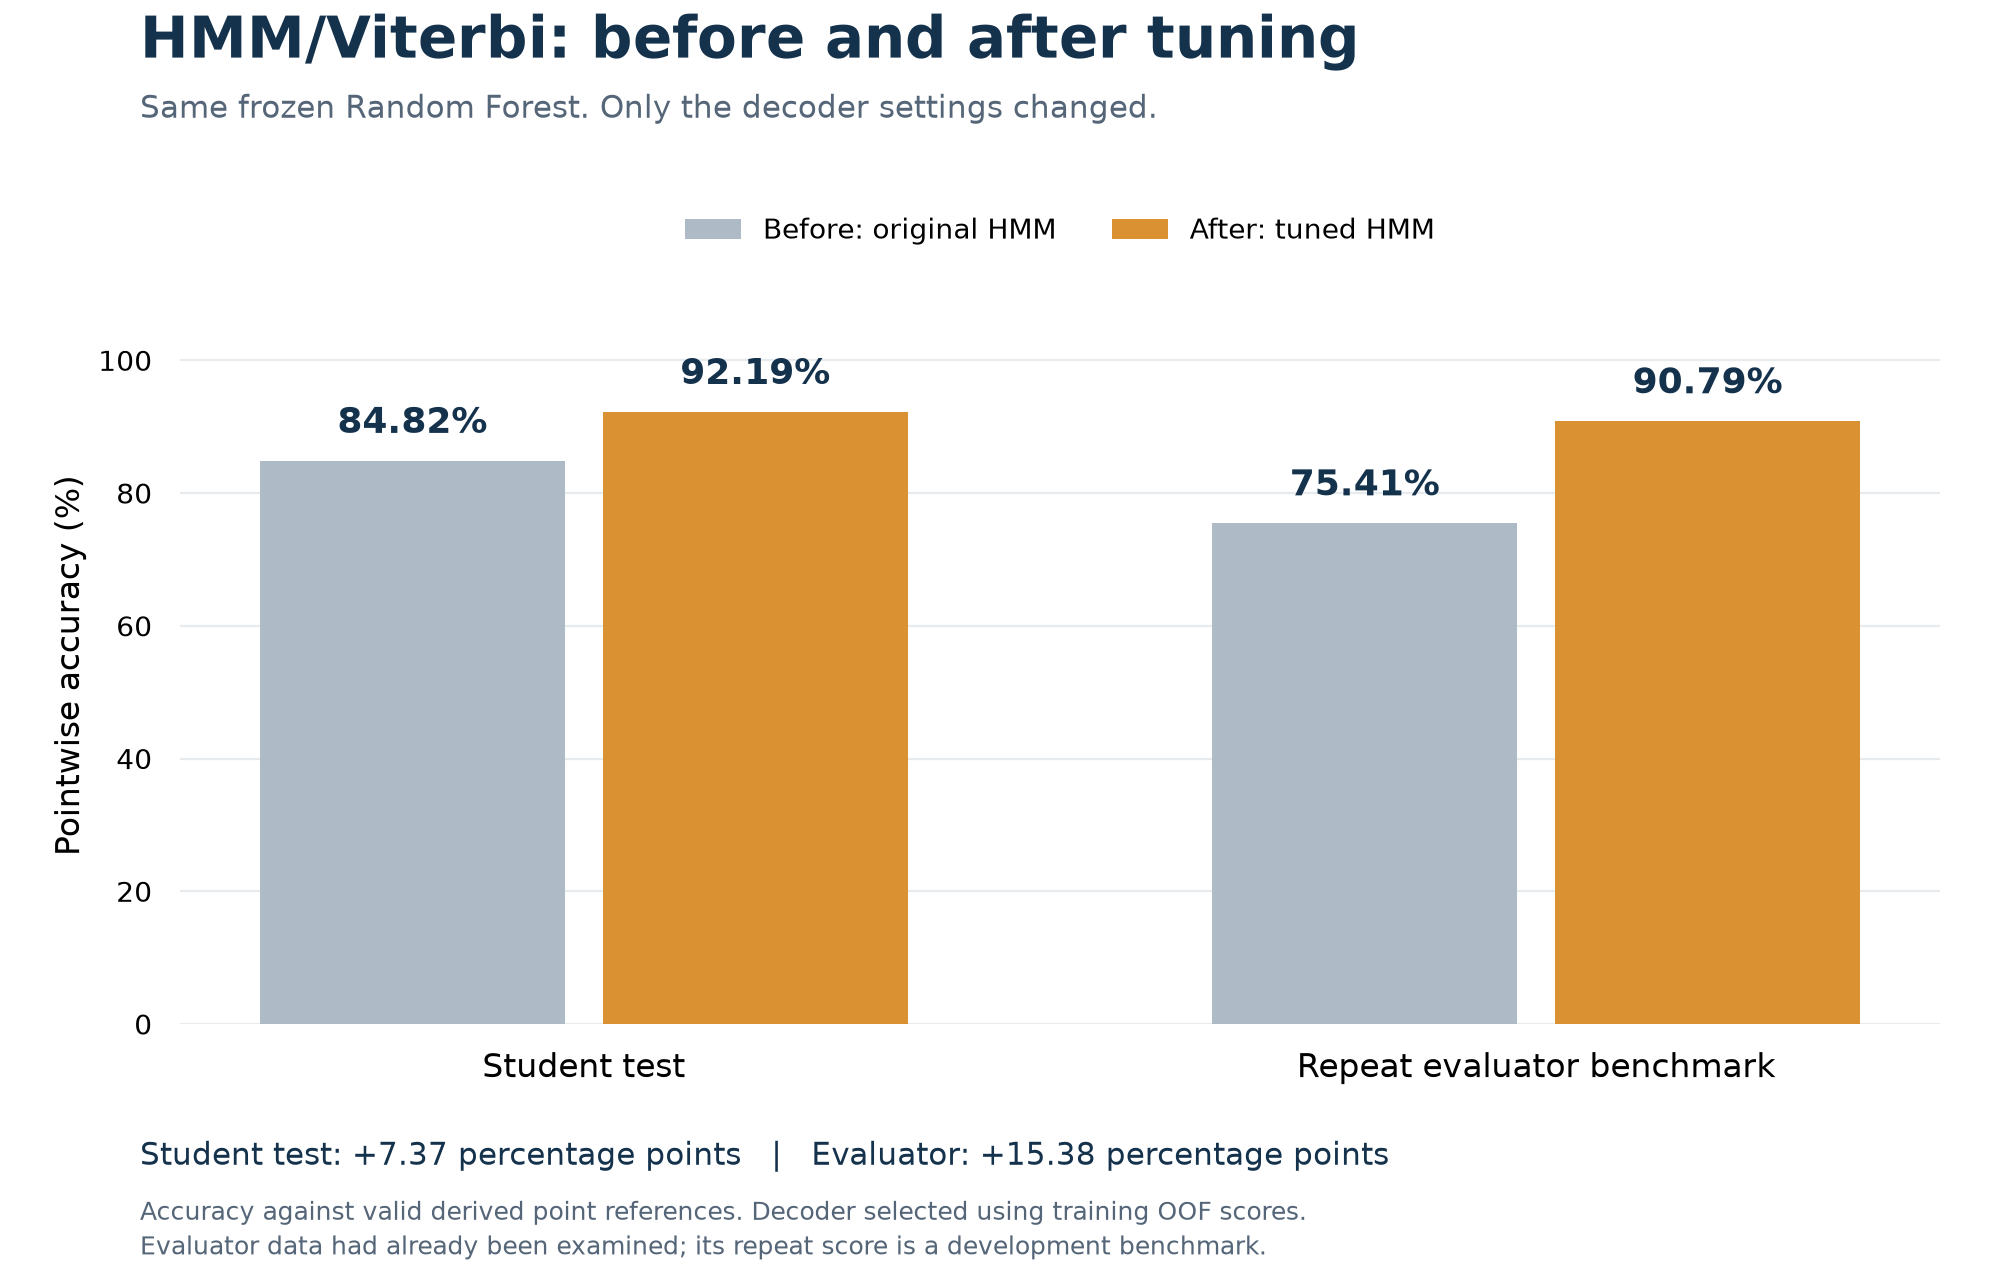 HMM/Viterbi: before and after tuning
Same frozen Random Forest. Only the decoder settings changed.
Before: original HMM
After: tuned HMM
Pointwise accuracy (%)
100
80
60
40
20
0
84.82%
92.19%
75.41%
90.79%
Student test
Repeat evaluator benchmark
Student test: +7.37 percentage points | Evaluator: +15.38 percentage points
Accuracy against valid derived point references. Decoder selected using training OOF scores.
Evaluator data had already been examined; its repeat score is a development benchmark.